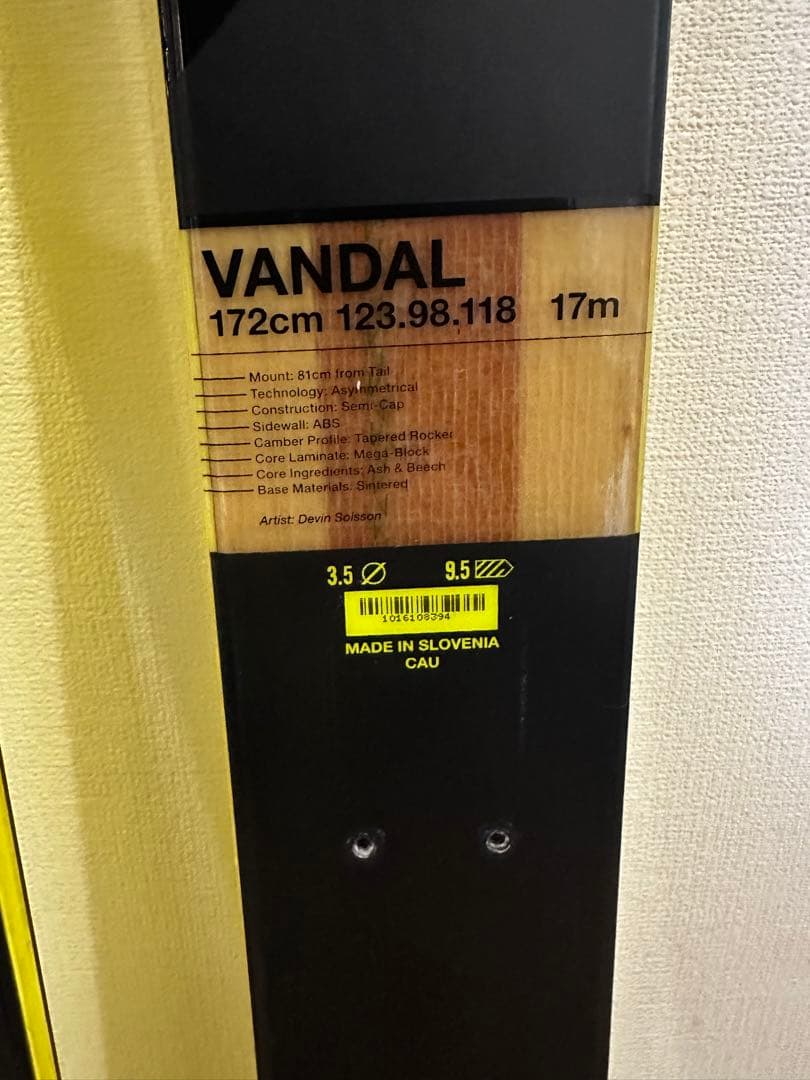 VANDAL
172cm 123.98.118 17m
Mount: 81cm from Tail
Technology: Asymmetrical
Construction: Semi-Cap
Sidewall: ABS
Camber Profile: Tapered Rocker
Core Laminate: Mega-Block
Core Ingredients: Ash & Beech
Base Materials: Sintered
Artist: Devin Soisson
3.5 Ø 9.5
1016108394
MADE IN SLOVENIA
CAU